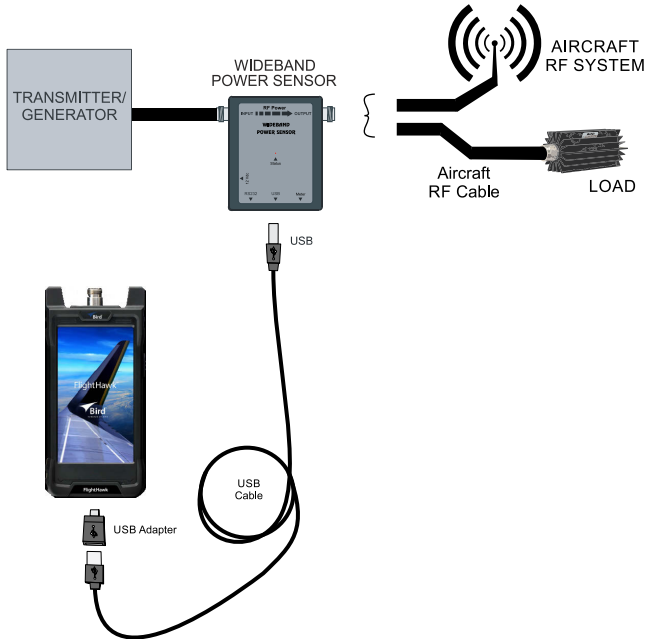 AIRCRAFT
RF SYSTEM
WIDEBAND
POWER SENSOR
TRANSMITTER/
GENERATOR
RF Power
INPUT OUTPUT
WIDEBAND
POWER SENSOR
Status
RS232 USB Meter
Aircraft
RF Cable
LOAD
USB
Bird
FlightHawk
Bird
FlightHawk
USB
Cable
USB Adapter